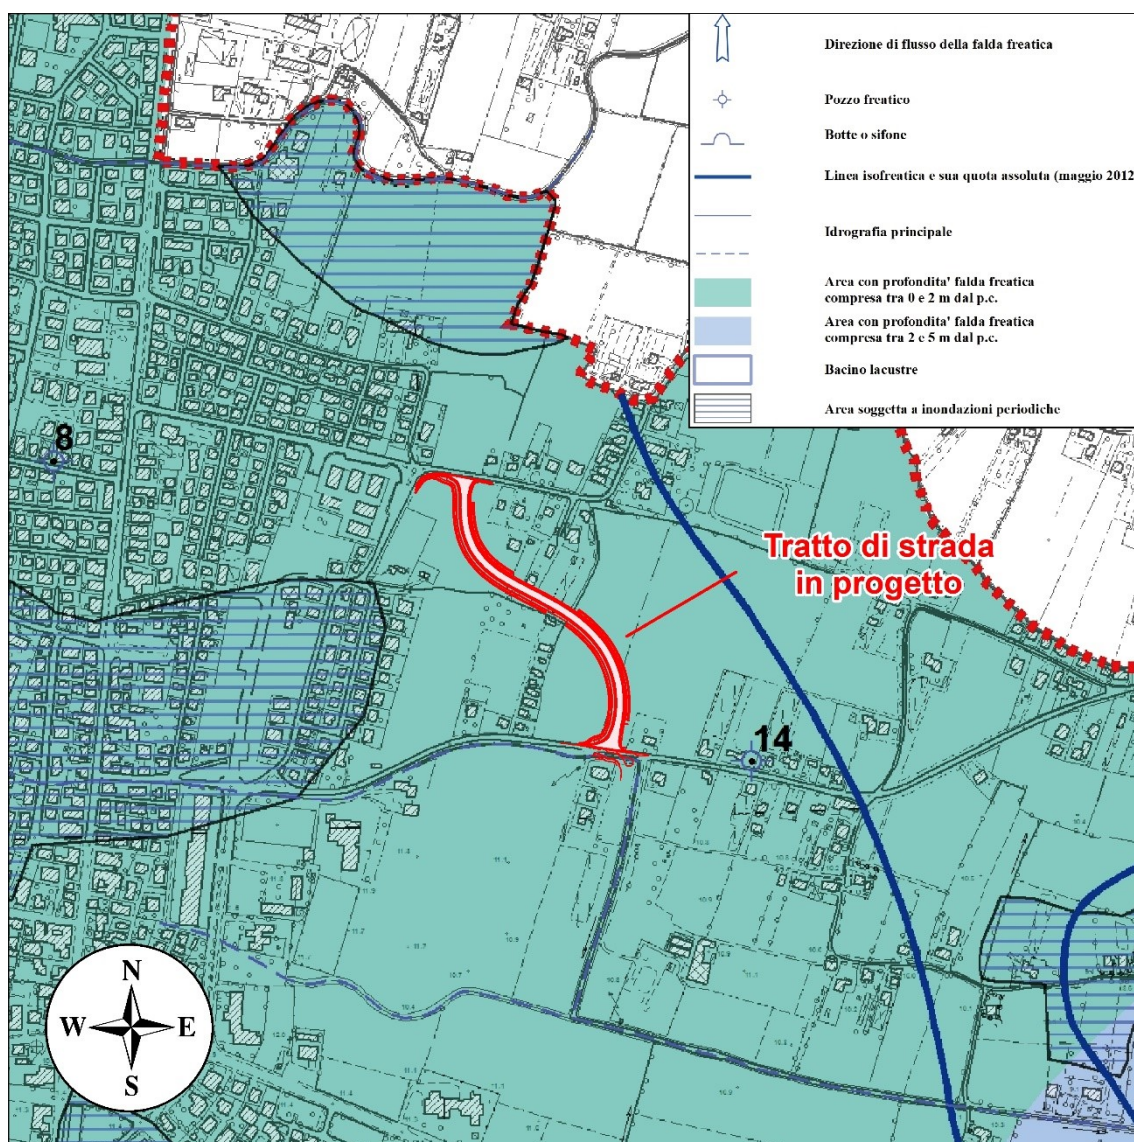 Direzione di flusso della falda freatica
Pozzo freatico
Botte o sifone
Linea isofreatica e sua quota assoluta (maggio 2012
Idrografia principale
Area con profondita' falda freatica
compresa tra 0 e 2 m dal p.c.
Area con profondita' falda freatica
compresa tra 2 e 5 m dal p.c.
Bacino lacustre
Area soggetta a inondazioni periodiche
8
Tratto di strada
in progetto
14
N
W
E
S